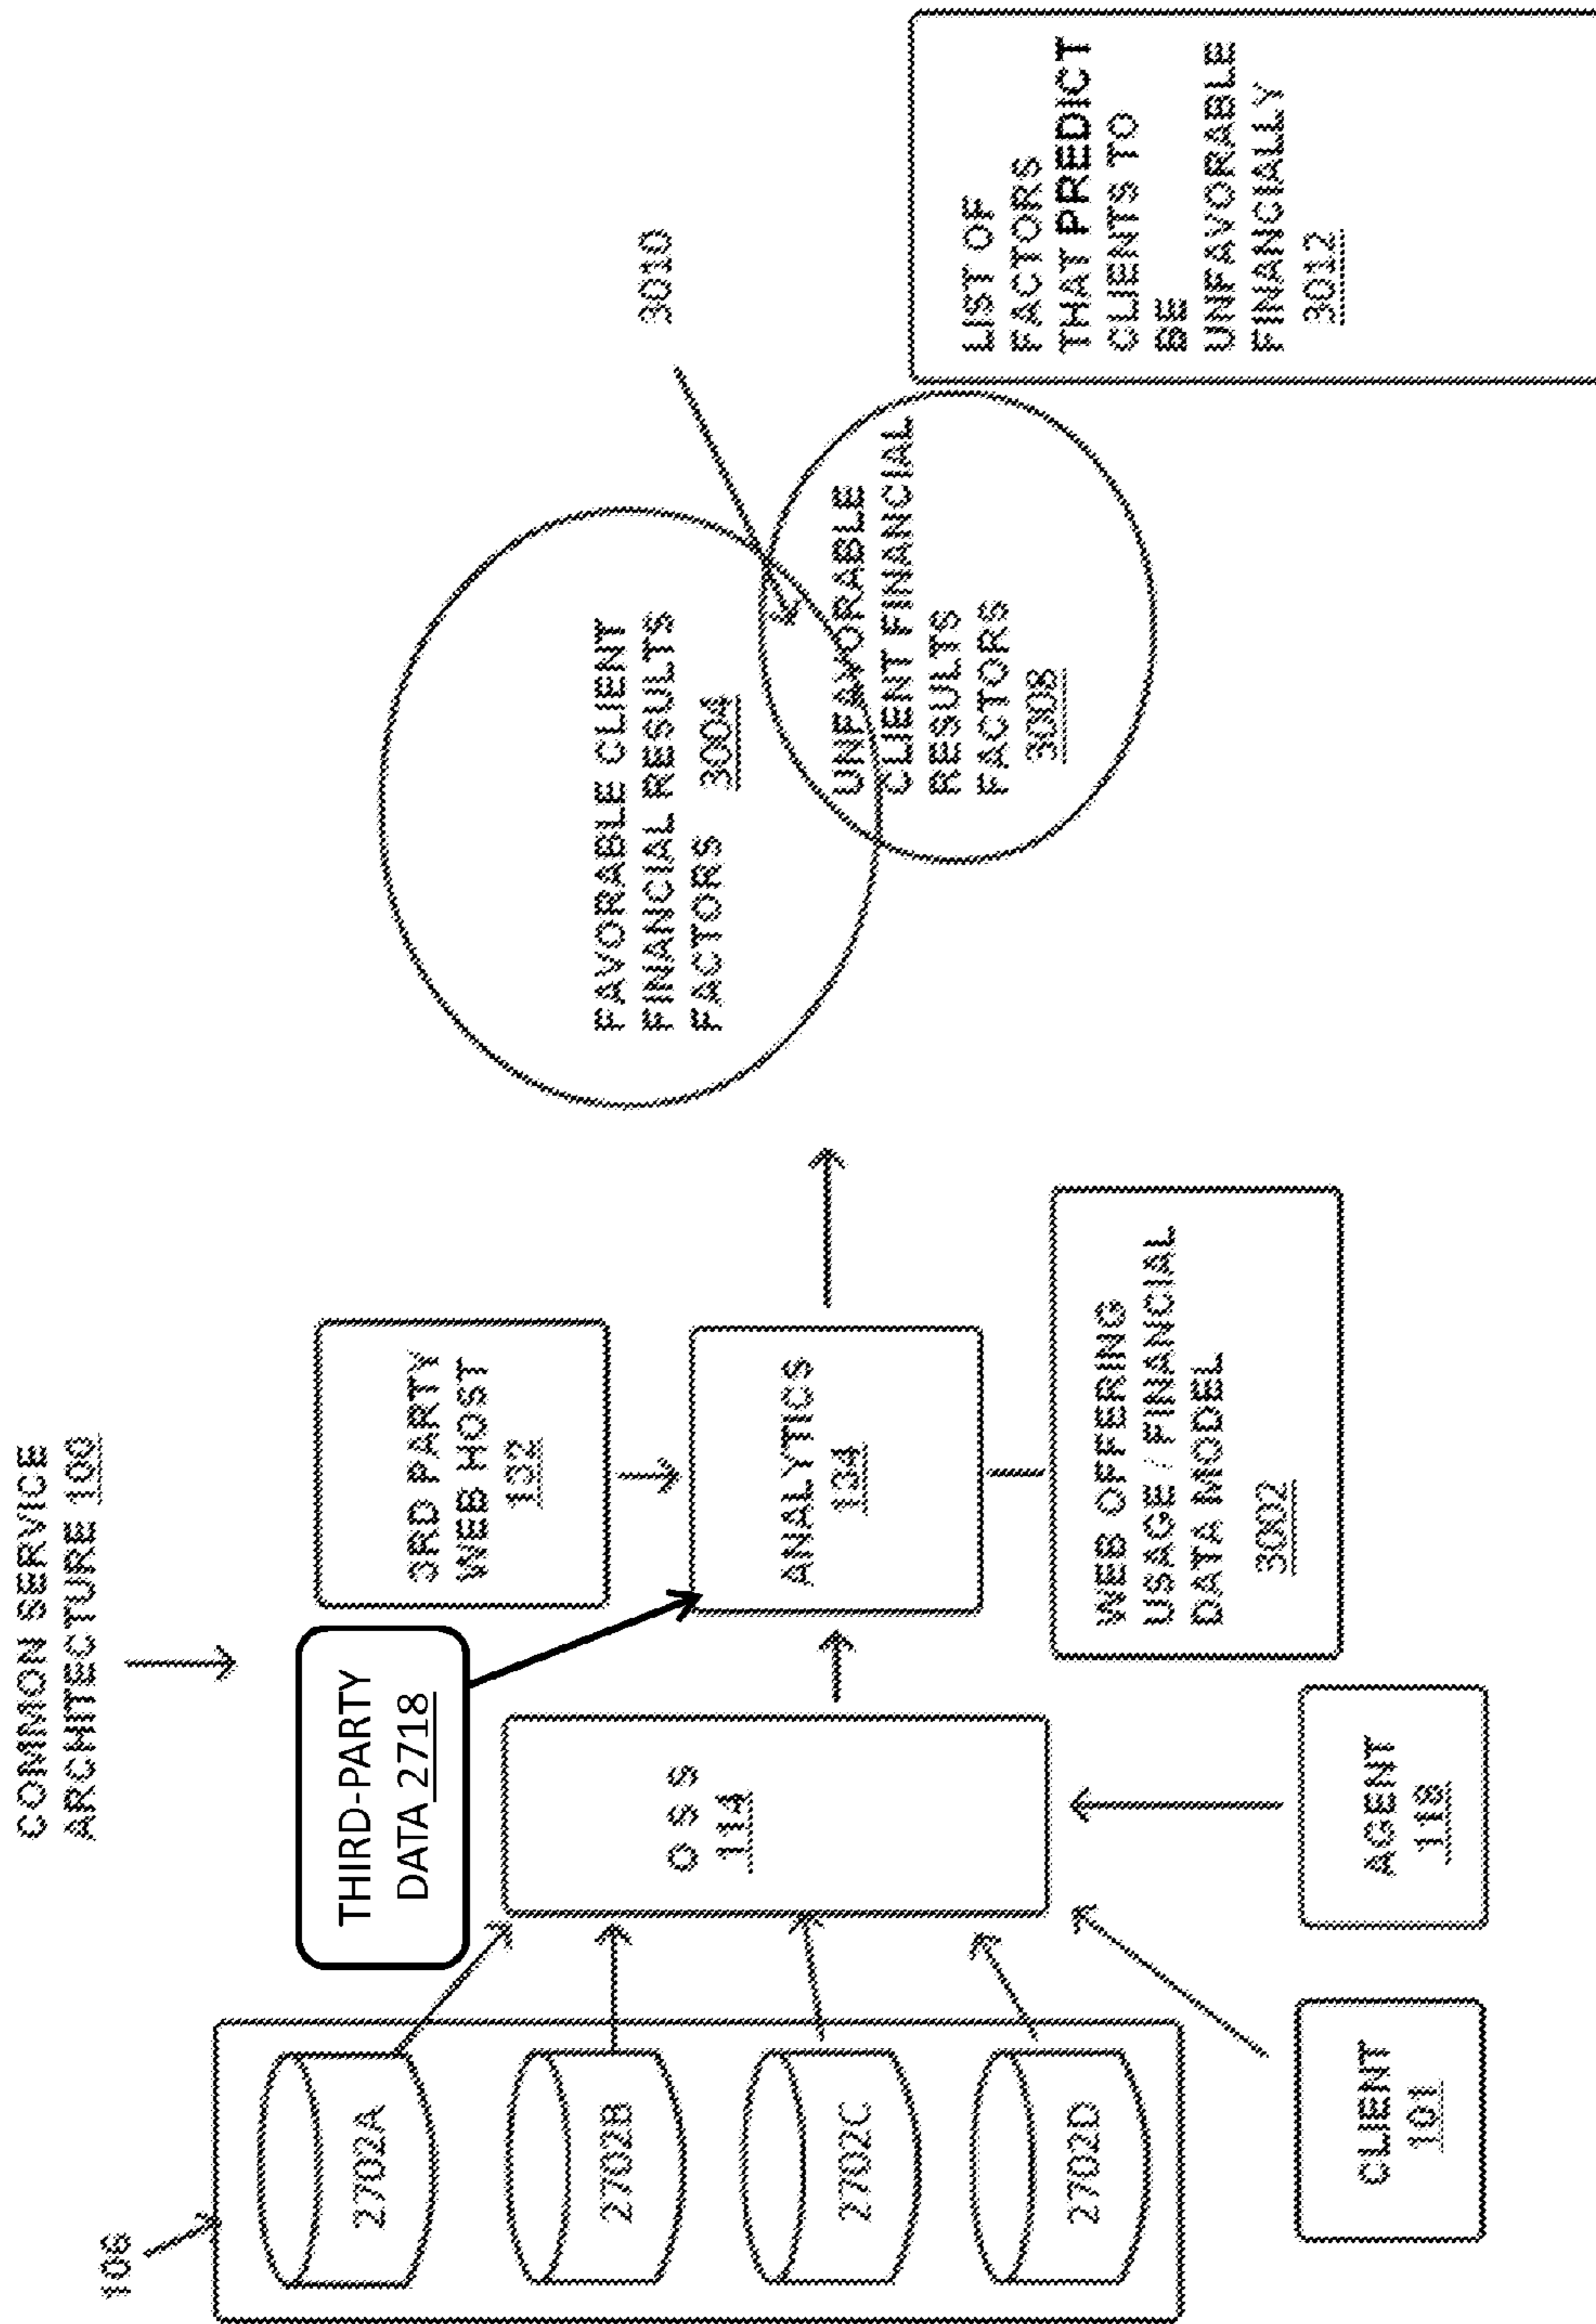 COMMON SERVICE
ARCHITECTURE 100
106
2702A
2702B
2702C
2702D
THIRD-PARTY
DATA 2718
O S S
114
CLIENT
101
AGENT
118
3RD PARTY
WEB HOST
132
ANALYTICS
134
WEB OFFERING
USAGE / FINANCIAL
DATA MODEL
3002
FAVORABLE CLIENT
FINANCIAL RESULTS
FACTORS 3004
UNFAVORABLE
CLIENT FINANCIAL
RESULTS
FACTORS
3008
3010
LIST OF
FACTORS
THAT PREDICT
CLIENTS TO
BE
UNFAVORABLE
FINANCIALLY
3012